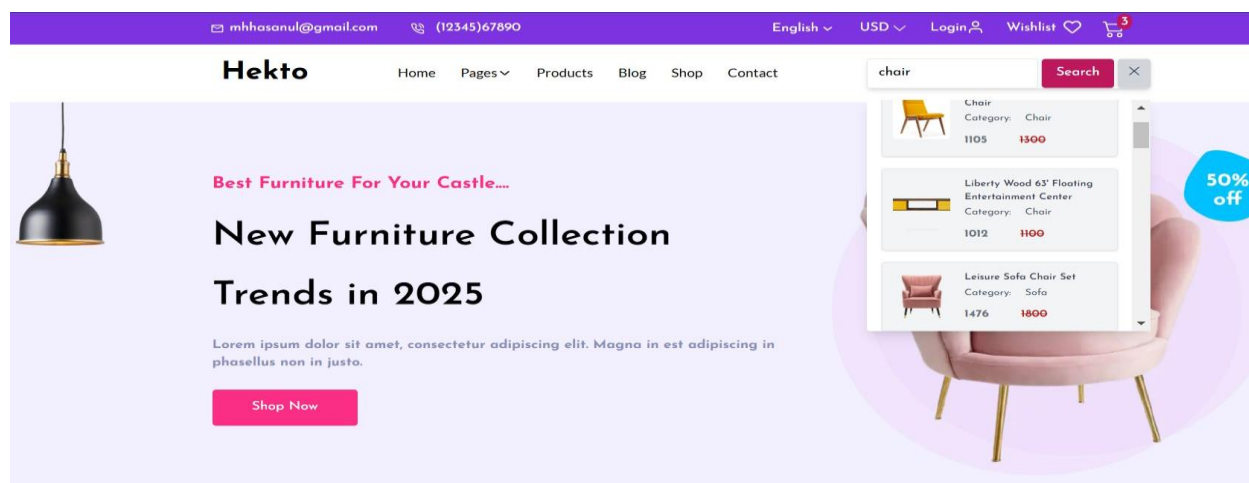 mhhasanul@gmail.com (12345)67890 English USD Login Wishlist 3
Hekto Home Pages Products Blog Shop Contact chair Search
Chair
Category: Chair
1105 1300
Liberty Wood 63' Floating
Entertainment Center
Category: Chair
1012 1100
Leisure Sofa Chair Set
Category: Sofa
1476 1800
50%
off
Best Furniture For Your Castle....
New Furniture Collection
Trends in 2025
Lorem ipsum dolor sit amet, consectetur adipiscing elit. Magna in est adipiscing in
phasellus non in justo.
Shop Now